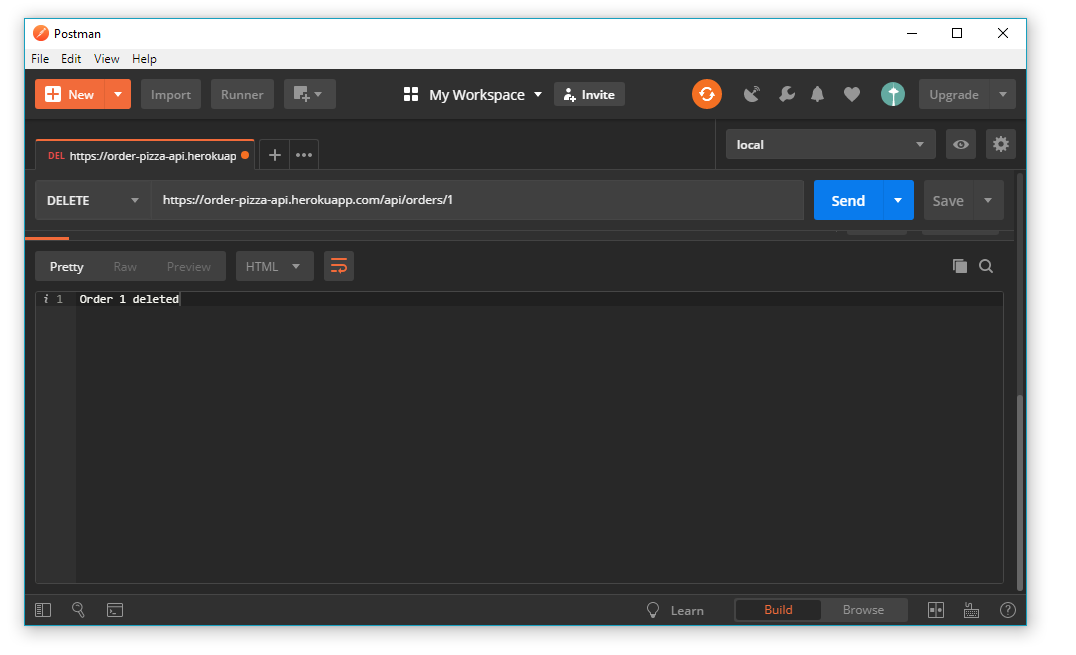 Postman
File Edit View Help
New Import Runner My Workspace Invite Upgrade
DEL https://order-pizza-api.herokuap local
DELETE https://order-pizza-api.herokuapp.com/api/orders/1 Send Save
Pretty Raw Preview HTML
i 1 Order 1 deleted
Learn Build Browse